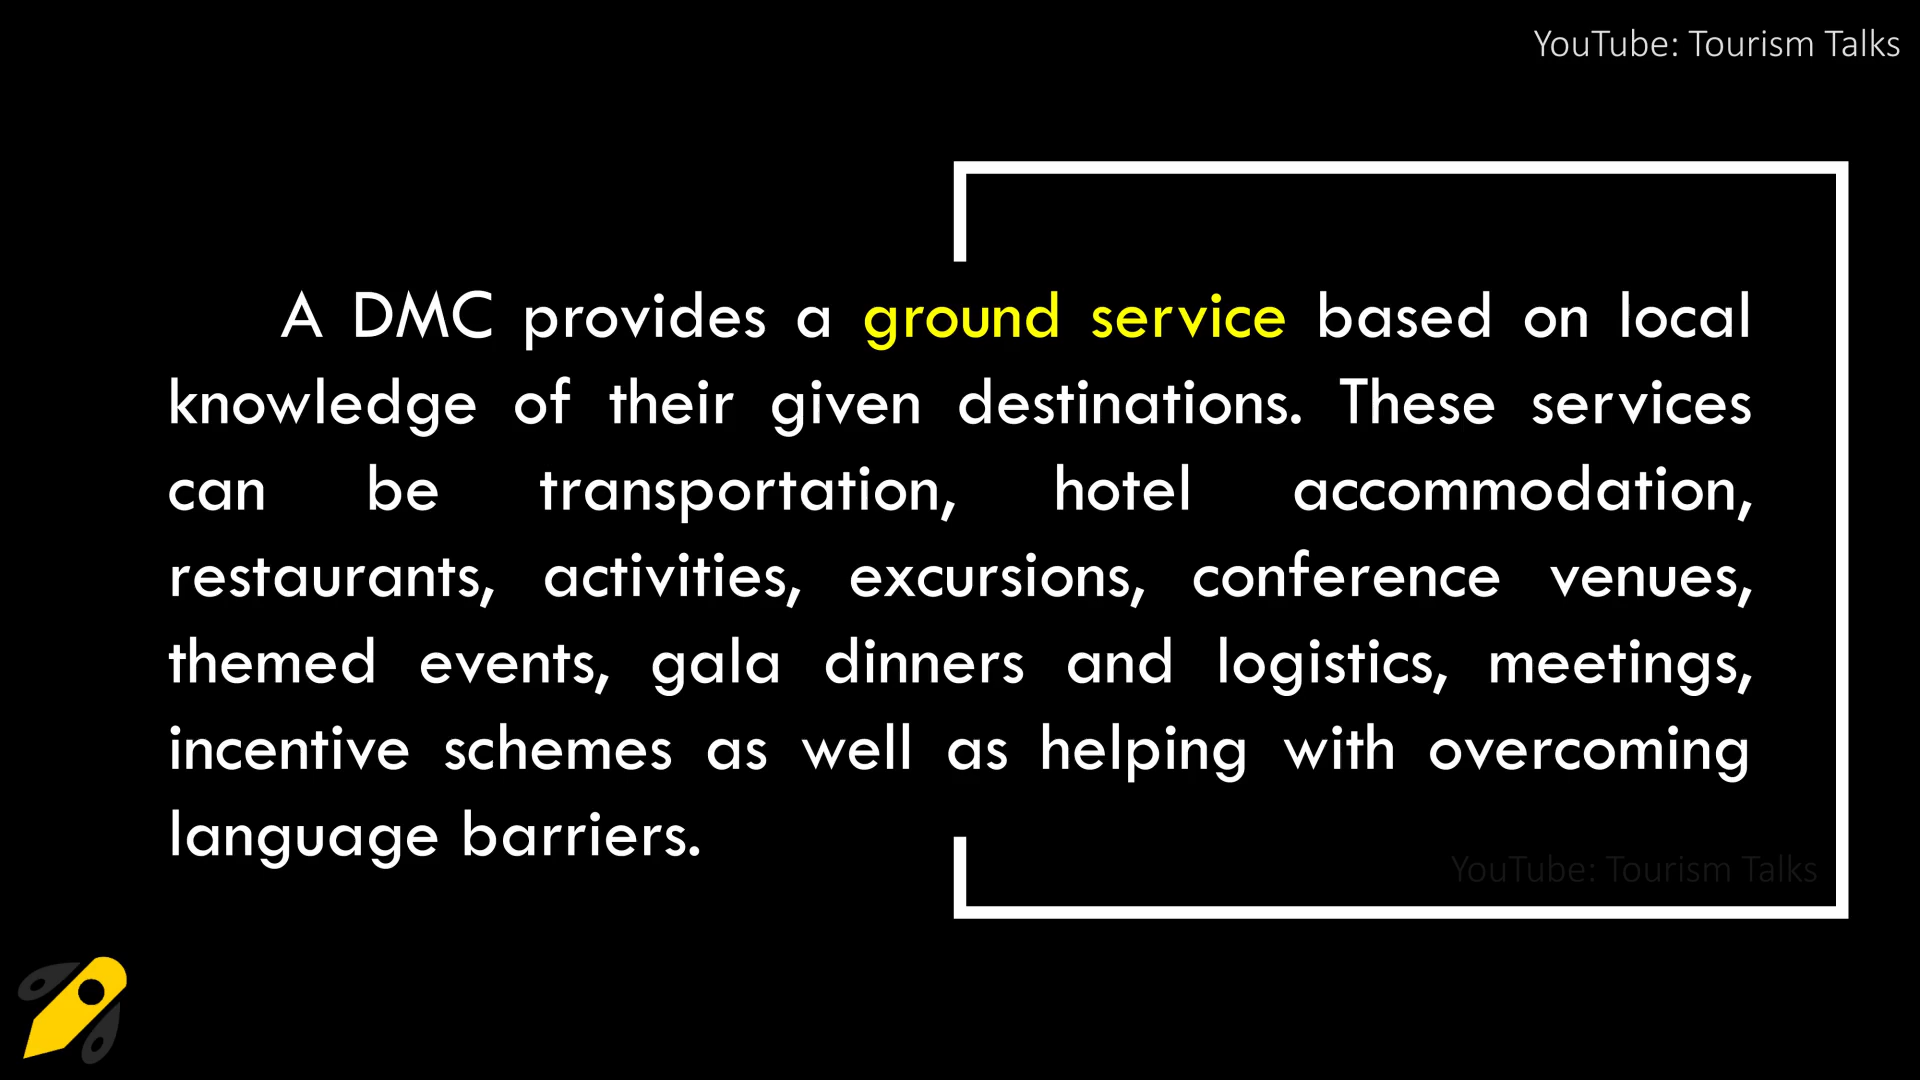 YouTube: Tourism Talks
A DMC provides a ground service based on local
knowledge of their given destinations. These services
can be transportation, hotel accommodation,
restaurants, activities, excursions, conference venues,
themed events, gala dinners and logistics, meetings,
incentive schemes as well as helping with overcoming
language barriers.
YouTube: Tourism Talks